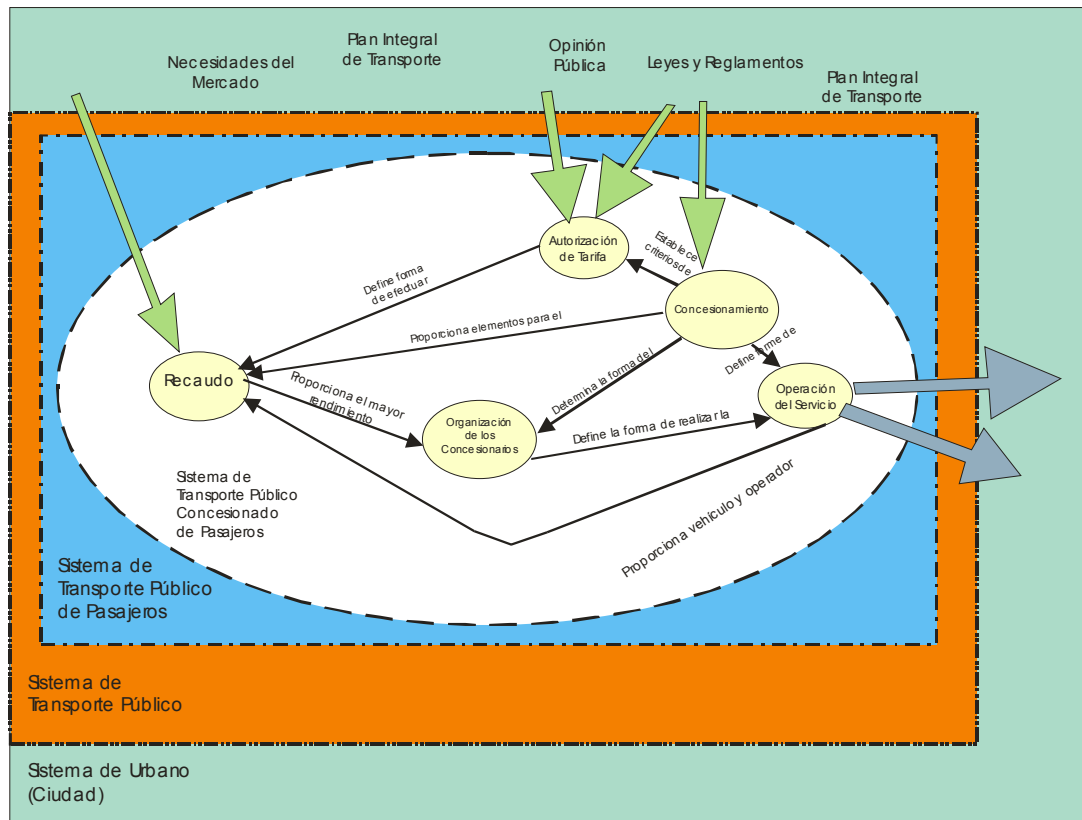 Plan Integral
de Transporte
Necesidades del
Mercado
Opinión
Pública
Leyes y Reglamentos
Plan Integral
de Transporte
Autorización
de Tarifa
Establece
criterios de
Define forma
de efectuar
Concesionamiento
Proporciona elementos para el
Define forme de
Recaudo
Proporciona el mayor
rendimiento
Determina la forma del
Operación
del Servicio
Organización
de los
Concesionarios
Define la forma de realizar la
Proporciona vehículo y operador
Sistema de
Transporte Público
Concesionado
de Pasajeros
Sistema de
Transporte Público
de Pasajeros
Sistema de
Transporte Público
Sistema de Urbano
(Ciudad)